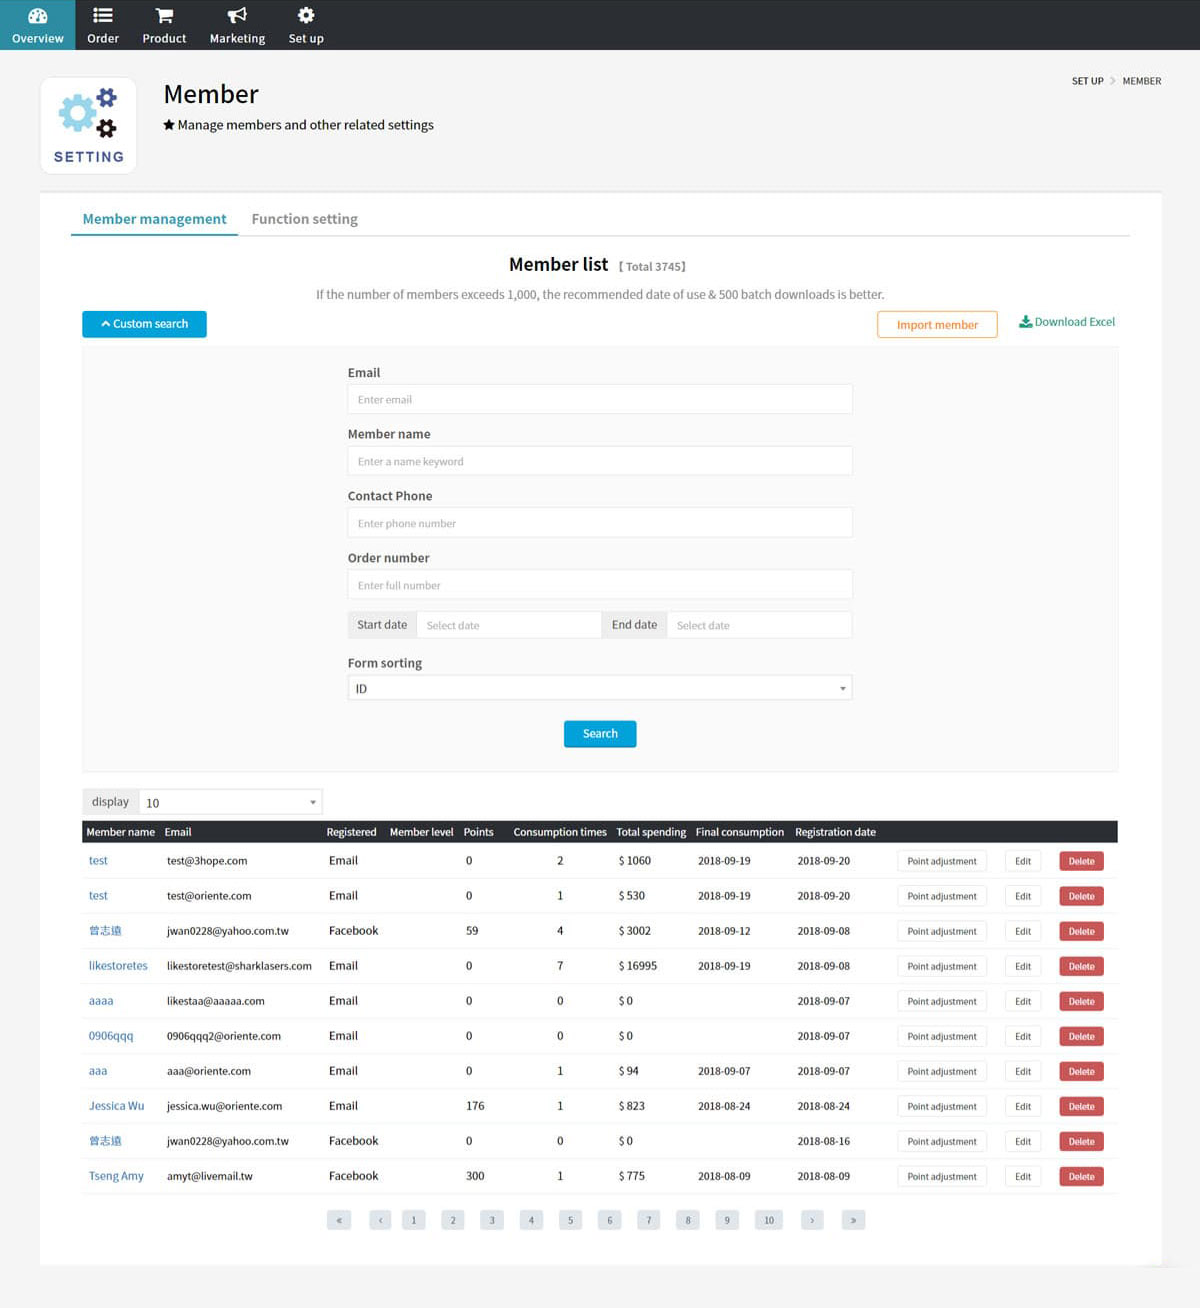 Overview Order Product Marketing Set up
SETTING
Member
★ Manage members and other related settings
SET UP > MEMBER
Member management Function setting
Member list 【 Total 3745】
If the number of members exceeds 1,000, the recommended date of use & 500 batch downloads is better.
Custom search Import member Download Excel
Email
Enter email
Member name
Enter a name keyword
Contact Phone
Enter phone number
Order number
Enter full number
Start date Select date End date Select date
Form sorting
ID
Search
display 10
Member name Email Registered Member level Points Consumption times Total spending Final consumption Registration date
test test@3hope.com Email 0 2 $ 1060 2018-09-19 2018-09-20 Point adjustment Edit Delete
test test@oriente.com Email 0 1 $ 530 2018-09-19 2018-09-20 Point adjustment Edit Delete
曾志遠 jwan0228@yahoo.com.tw Facebook 59 4 $ 3002 2018-09-12 2018-09-08 Point adjustment Edit Delete
likestoretes likestoretest@sharklasers.com Email 0 7 $ 16995 2018-09-19 2018-09-08 Point adjustment Edit Delete
aaaa likestaa@aaaaa.com Email 0 0 $ 0 2018-09-07 Point adjustment Edit Delete
0906qqq 0906qqq2@oriente.com Email 0 0 $ 0 2018-09-07 Point adjustment Edit Delete
aaa aaa@oriente.com Email 0 1 $ 94 2018-09-07 2018-09-07 Point adjustment Edit Delete
Jessica Wu jessica.wu@oriente.com Email 176 1 $ 823 2018-08-24 2018-08-24 Point adjustment Edit Delete
曾志遠 jwan0228@yahoo.com.tw Facebook 0 0 $ 0 2018-08-16 Point adjustment Edit Delete
Tseng Amy amyt@livemail.tw Facebook 300 1 $ 775 2018-08-09 2018-08-09 Point adjustment Edit Delete
« ‹ 1 2 3 4 5 6 7 8 9 10 › »